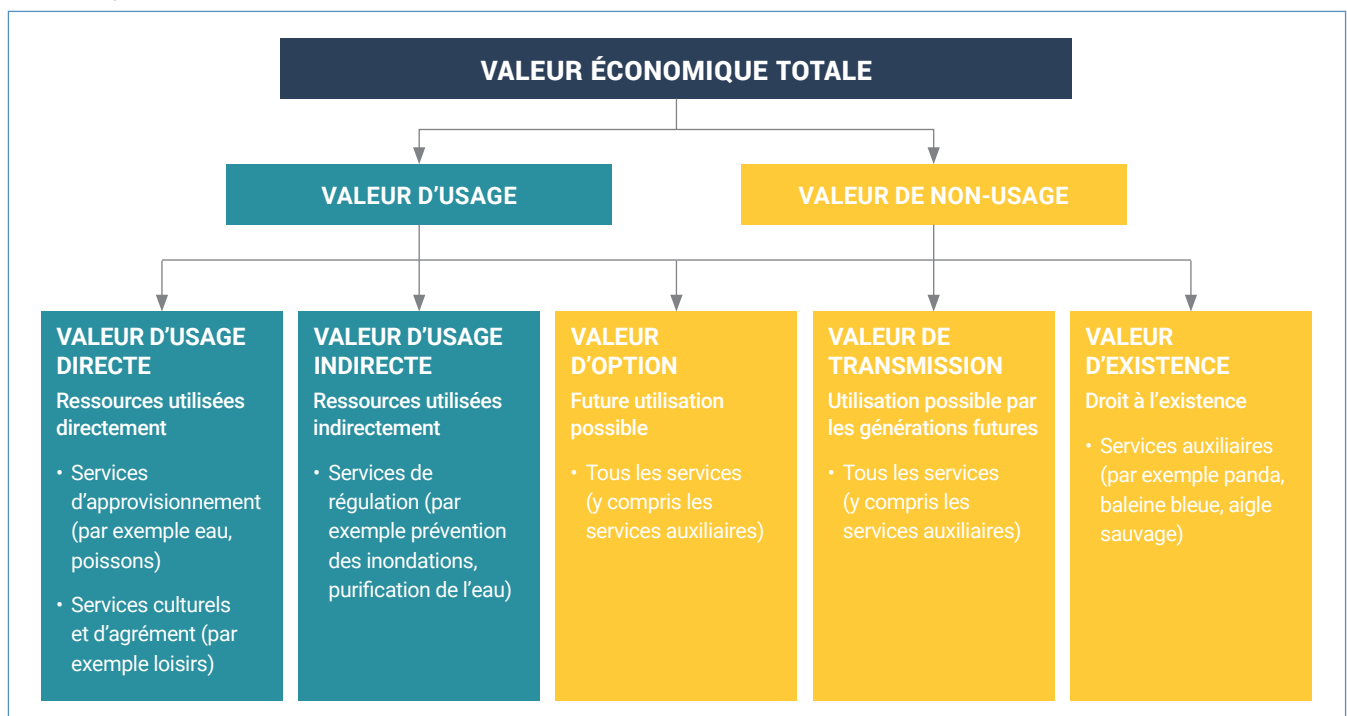 VALEUR ÉCONOMIQUE TOTALE
VALEUR D’USAGE
VALEUR DE NON-USAGE
VALEUR D’USAGE
DIRECTE
Ressources utilisées
directement
• Services
d’approvisionnement
(par exemple eau,
poissons)
• Services culturels
et d’agrément (par
exemple loisirs)
VALEUR D’USAGE
INDIRECTE
Ressources utilisées
indirectement
• Services de
régulation (par
exemple prévention
des inondations,
purification de l’eau)
VALEUR
D’OPTION
Future utilisation
possible
• Tous les services
(y compris les
services auxiliaires)
VALEUR DE
TRANSMISSION
Utilisation possible par
les générations futures
• Tous les services
(y compris les
services auxiliaires)
VALEUR
D’EXISTENCE
Droit à l’existence
• Services auxiliaires
(par exemple panda,
baleine bleue, aigle
sauvage)